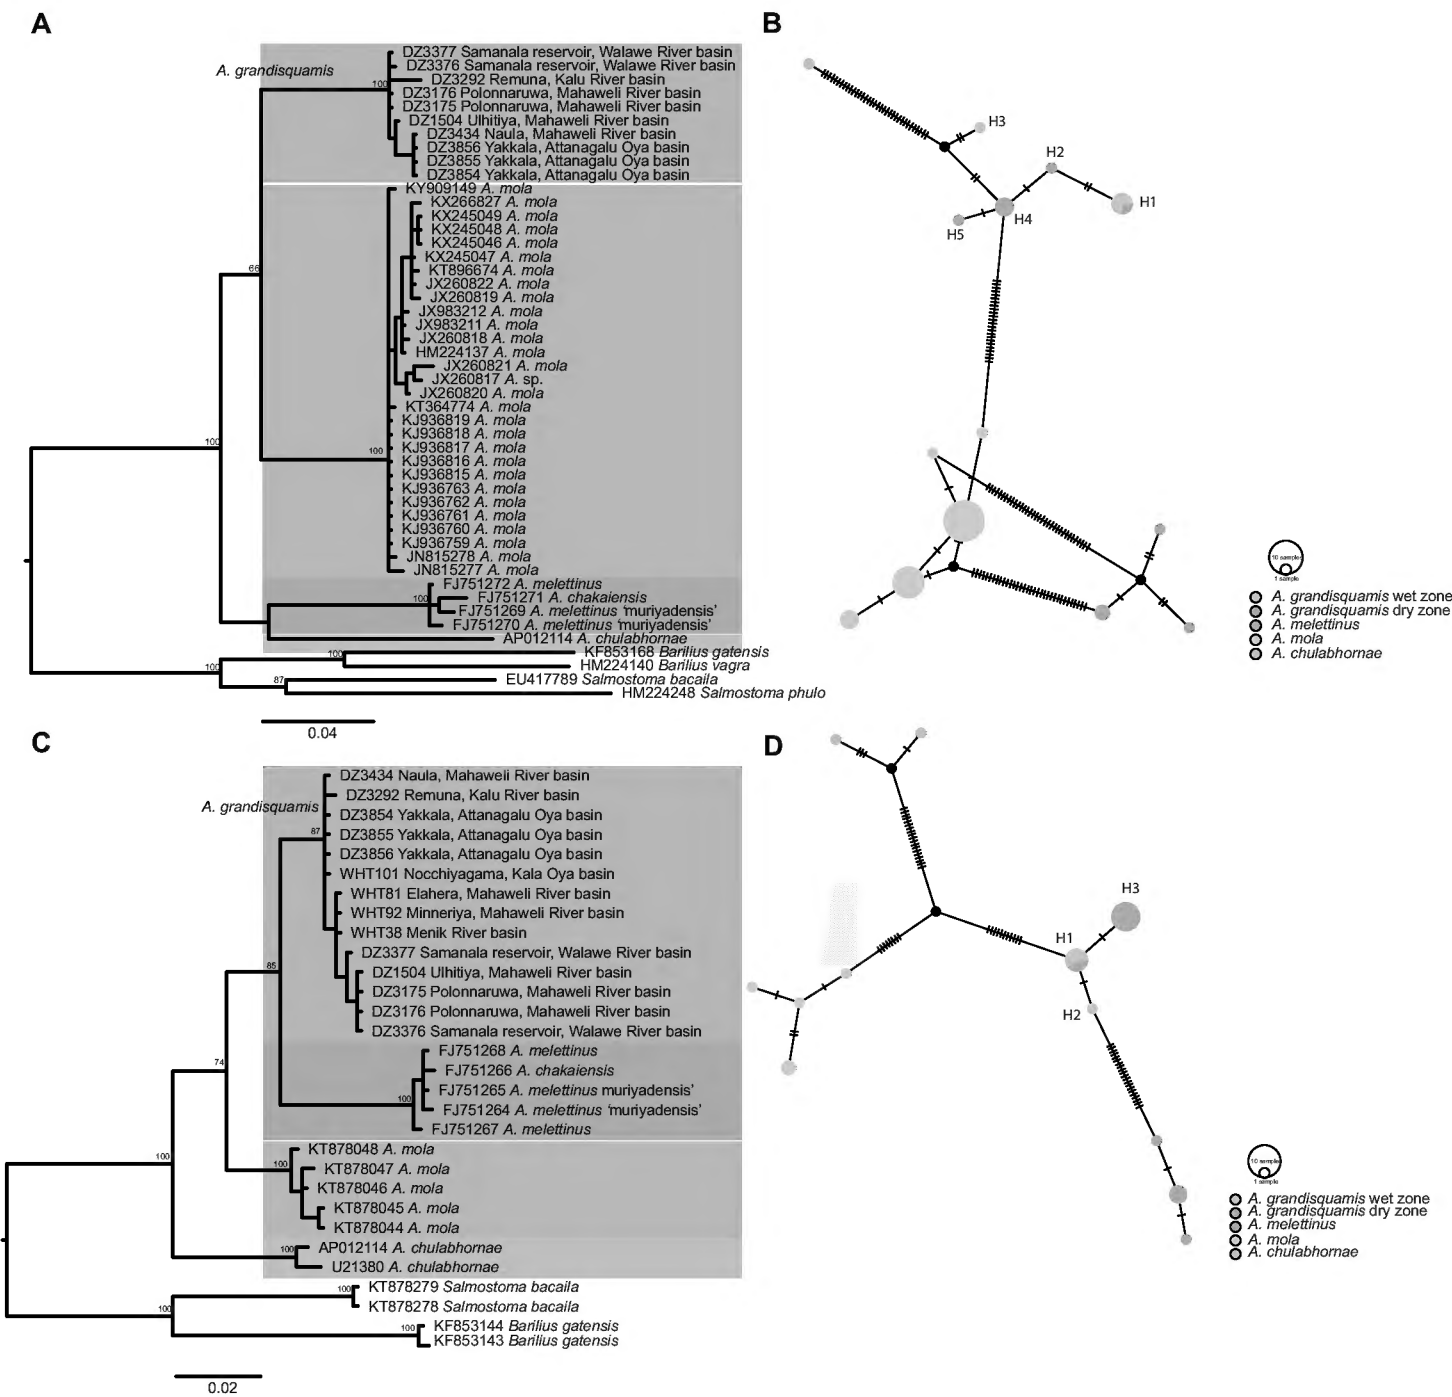 A
A. grandisquamis
DZ3377 Samanala reservoir, Walawe River basin
DZ3376 Samanala reservoir, Walawe River basin
DZ3292 Remuna, Kalu River basin
100
DZ3176 Polonnaruwa, Mahaweli River basin
DZ3175 Polonnaruwa, Mahaweli River basin
DZ1504 Ulhitiya, Mahaweli River basin
DZ3434 Naula, Mahaweli River basin
DZ3856 Yakkala, Attanagalu Oya basin
DZ3855 Yakkala, Attanagalu Oya basin
DZ3854 Yakkala, Attanagalu Oya basin
KY909149 A. mola
KX266827 A. mola
KX245049 A. mola
KX245048 A. mola
KX245046 A. mola
KX245047 A. mola
66
KT896674 A. mola
JX260822 A. mola
JX260819 A. mola
JX983212 A. mola
JX983211 A. mola
JX260818 A. mola
HM224137 A. mola
JX260821 A. mola
JX260817 A. sp.
JX260820 A. mola
KT364774 A. mola
KJ936819 A. mola
KJ936818 A. mola
100
KJ936817 A. mola
100
KJ936816 A. mola
KJ936815 A. mola
KJ936763 A. mola
KJ936762 A. mola
KJ936761 A. mola
KJ936760 A. mola
KJ936759 A. mola
JN815278 A. mola
JN815277 A. mola
FJ751272 A. melettinus
100
FJ751271 A. chakaiensis
FJ751269 A. melettinus 'muriyadensis'
FJ751270 A. melettinus 'muriyadensis'
AP012114 A. chulabhornae
100
KF853168 Barilius gatensis
100
HM224140 Barilius vagra
87
EU417789 Salmostoma bacaila
HM224248 Salmostoma phulo
0.04
B
H3
H2
H1
H4
H5
10 samples
1 sample
A. grandisquamis wet zone
A. grandisquamis dry zone
A. melettinus
A. mola
A. chulabhornae
C
A. grandisquamis
DZ3434 Naula, Mahaweli River basin
DZ3292 Remuna, Kalu River basin
DZ3854 Yakkala, Attanagalu Oya basin
87
DZ3855 Yakkala, Attanagalu Oya basin
DZ3856 Yakkala, Attanagalu Oya basin
WHT101 Nocchiyagama, Kala Oya basin
WHT81 Elahera, Mahaweli River basin
WHT92 Minneriya, Mahaweli River basin
WHT38 Menik River basin
DZ3377 Samanala reservoir, Walawe River basin
85
DZ1504 Ulhitiya, Mahaweli River basin
DZ3175 Polonnaruwa, Mahaweli River basin
DZ3176 Polonnaruwa, Mahaweli River basin
DZ3376 Samanala reservoir, Walawe River basin
FJ751268 A. melettinus
74
FJ751266 A. chakaiensis
FJ751265 A. melettinus muriyadensis'
100
FJ751264 A. melettinus 'muriyadensis'
FJ751267 A. melettinus
KT878048 A. mola
100
100
KT878047 A. mola
KT878046 A. mola
KT878045 A. mola
KT878044 A. mola
100
AP012114 A. chulabhornae
U21380 A. chulabhornae
100
KT878279 Salmostoma bacaila
KT878278 Salmostoma bacaila
100
100
KF853144 Barilius gatensis
KF853143 Barilius gatensis
0.02
D
H3
H1
H2
10 samples
1 sample
A. grandisquamis wet zone
A. grandisquamis dry zone
A. melettinus
A. mola
A. chulabhornae